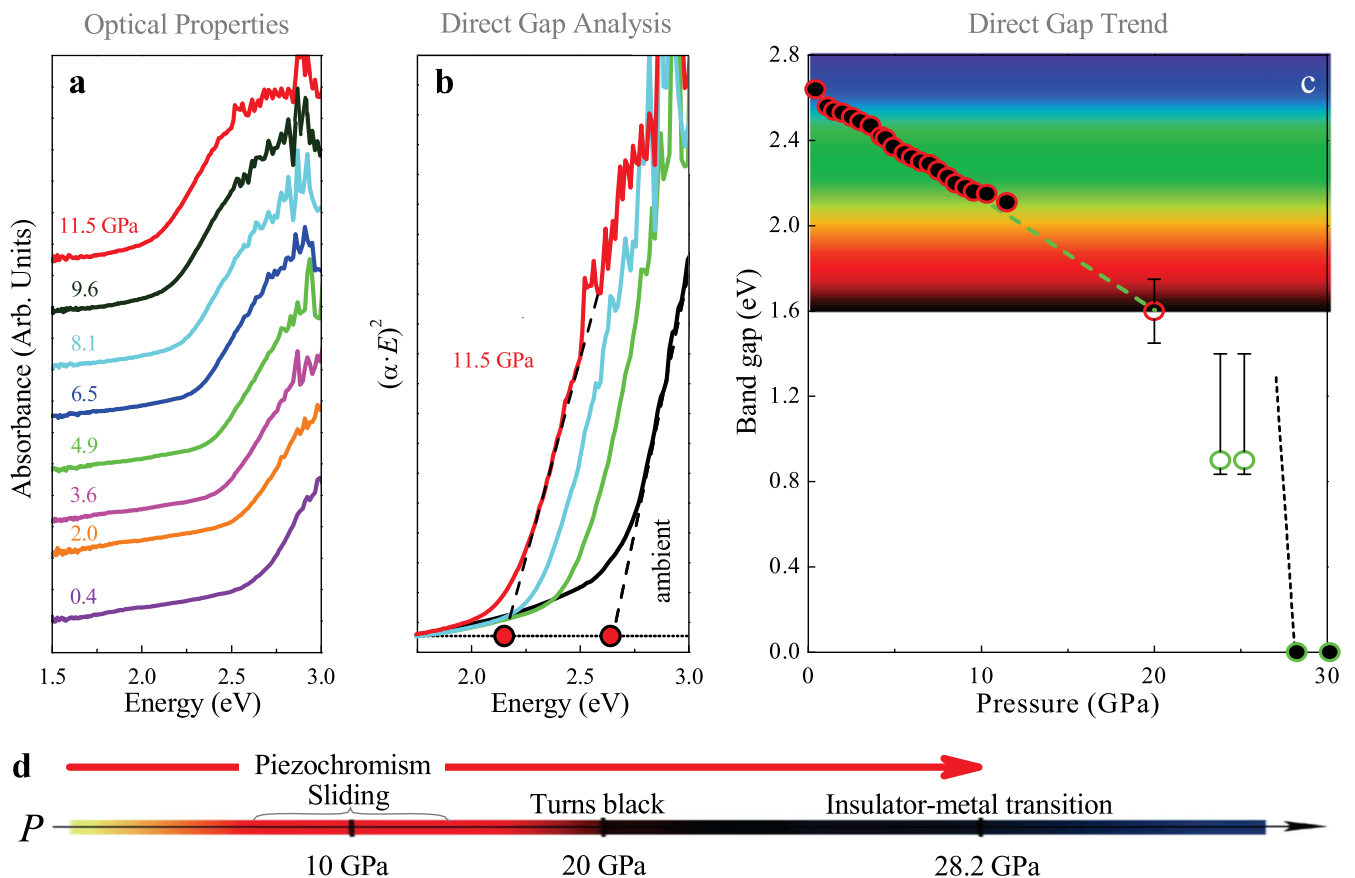 Optical Properties
Direct Gap Analysis
Direct Gap Trend
a
11.5 GPa
9.6
8.1
6.5
4.9
3.6
2.0
0.4
Absorbance (Arb. Units)
1.5 2.0 2.5 3.0
Energy (eV)
b
(α·E)²
11.5 GPa
ambient
2.0 2.5 3.0
Energy (eV)
c
2.8
2.4
2.0
1.6
1.2
0.8
0.4
0.0
Band gap (eV)
0 10 20 30
Pressure (GPa)
d
Piezochromism
Sliding
Turns black
Insulator-metal transition
P
10 GPa
20 GPa
28.2 GPa